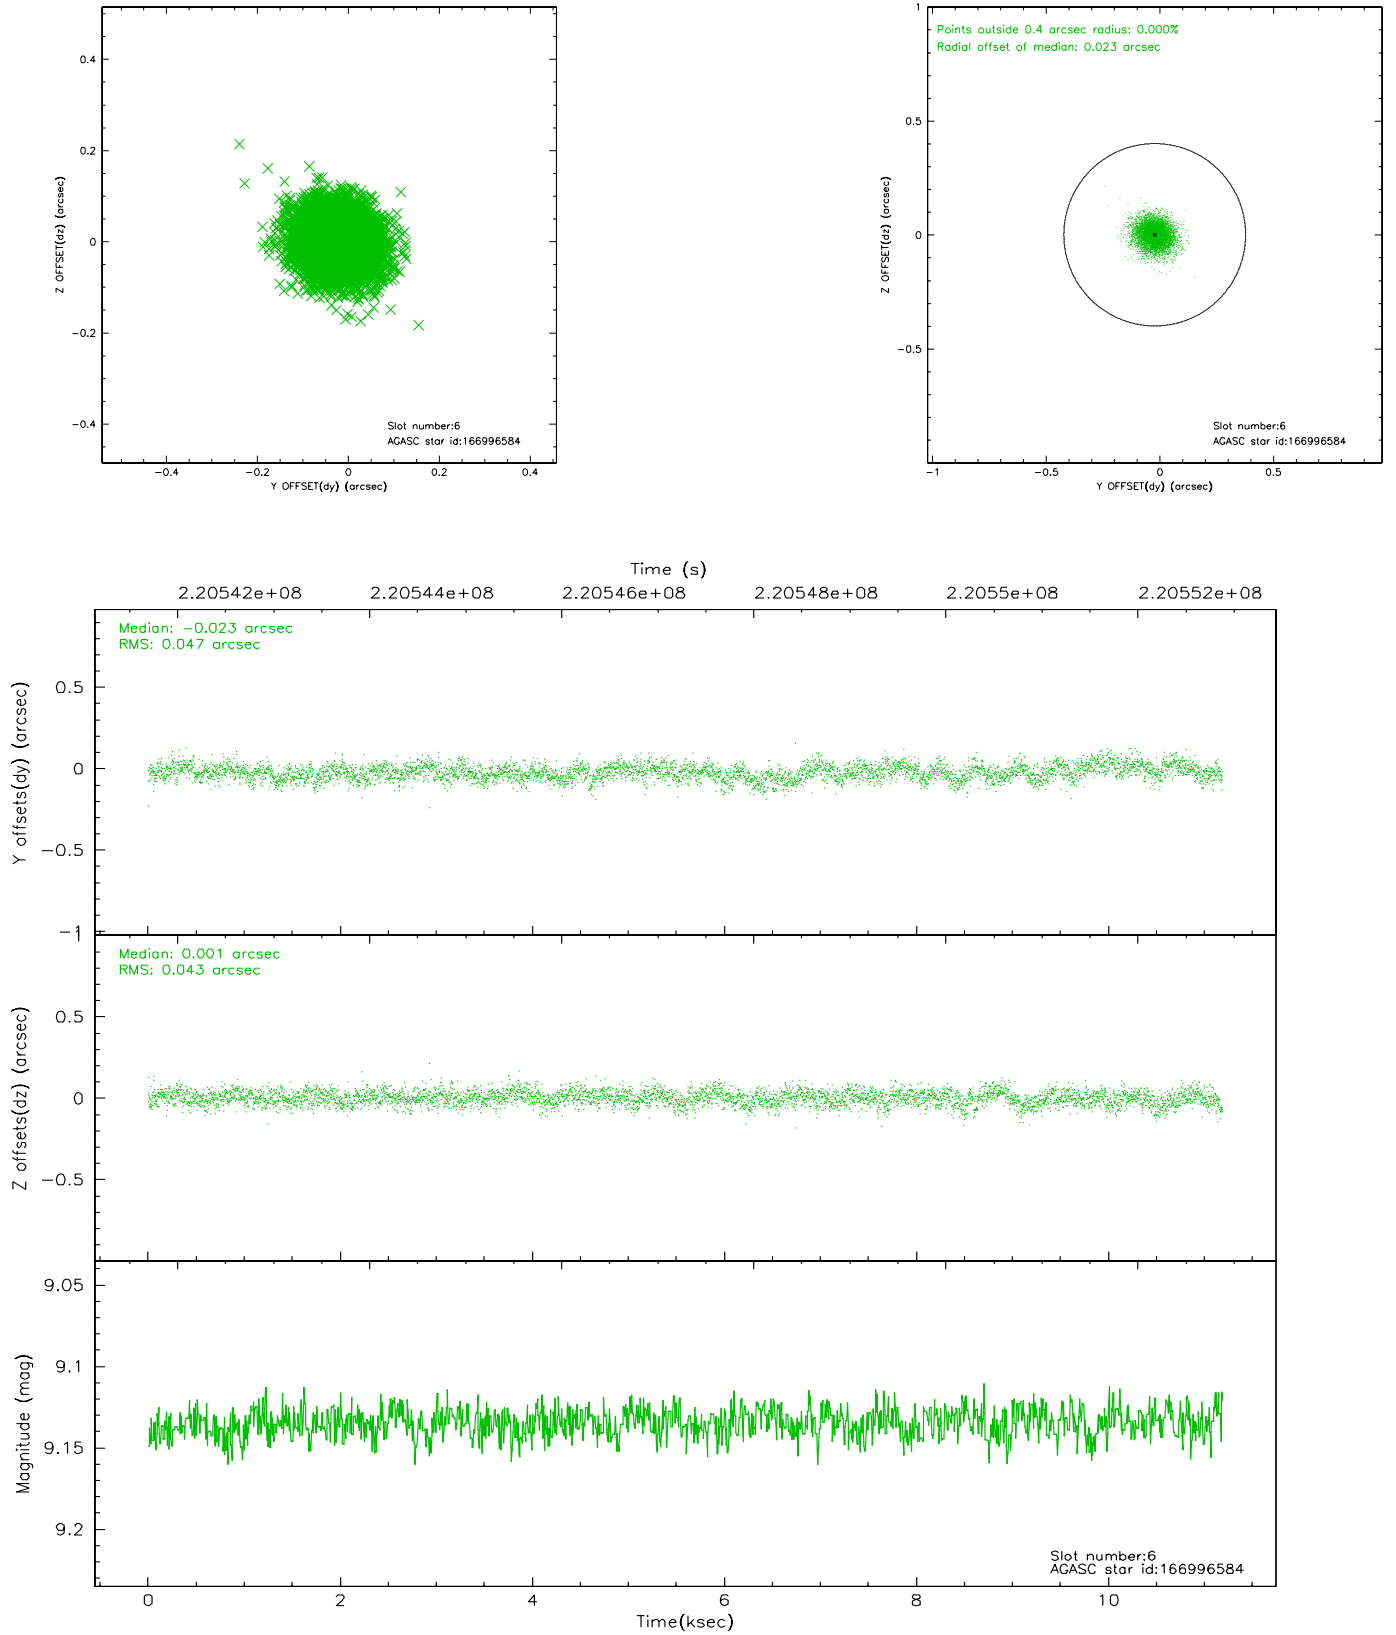 0.4
0.2
0
−0.2
−0.4
Z OFFSET(dz) (arcsec)
Slot number:6
AGASC star id:166996584
−0.4
−0.2
0
0.2
0.4
Y OFFSET(dy) (arcsec)
Points outside 0.4 arcsec radius: 0.000%
Radial offset of median: 0.023 arcsec
1
0.5
0
−0.5
Z OFFSET(dz) (arcsec)
Slot number:6
AGASC star id:166996584
−1
−0.5
0
0.5
Y OFFSET(dy) (arcsec)
Time (s)
2.20542e+08
2.20544e+08
2.20546e+08
2.20548e+08
2.2055e+08
2.20552e+08
Median: −0.023 arcsec
RMS: 0.047 arcsec
0.5
0
−0.5
−1
Y offsets(dy) (arcsec)
Median: 0.001 arcsec
RMS: 0.043 arcsec
1
0.5
0
−0.5
Z offsets(dz) (arcsec)
9.05
9.1
9.15
9.2
Magnitude (mag)
Slot number:6
AGASC star id:166996584
0
2
4
6
8
10
Time(ksec)